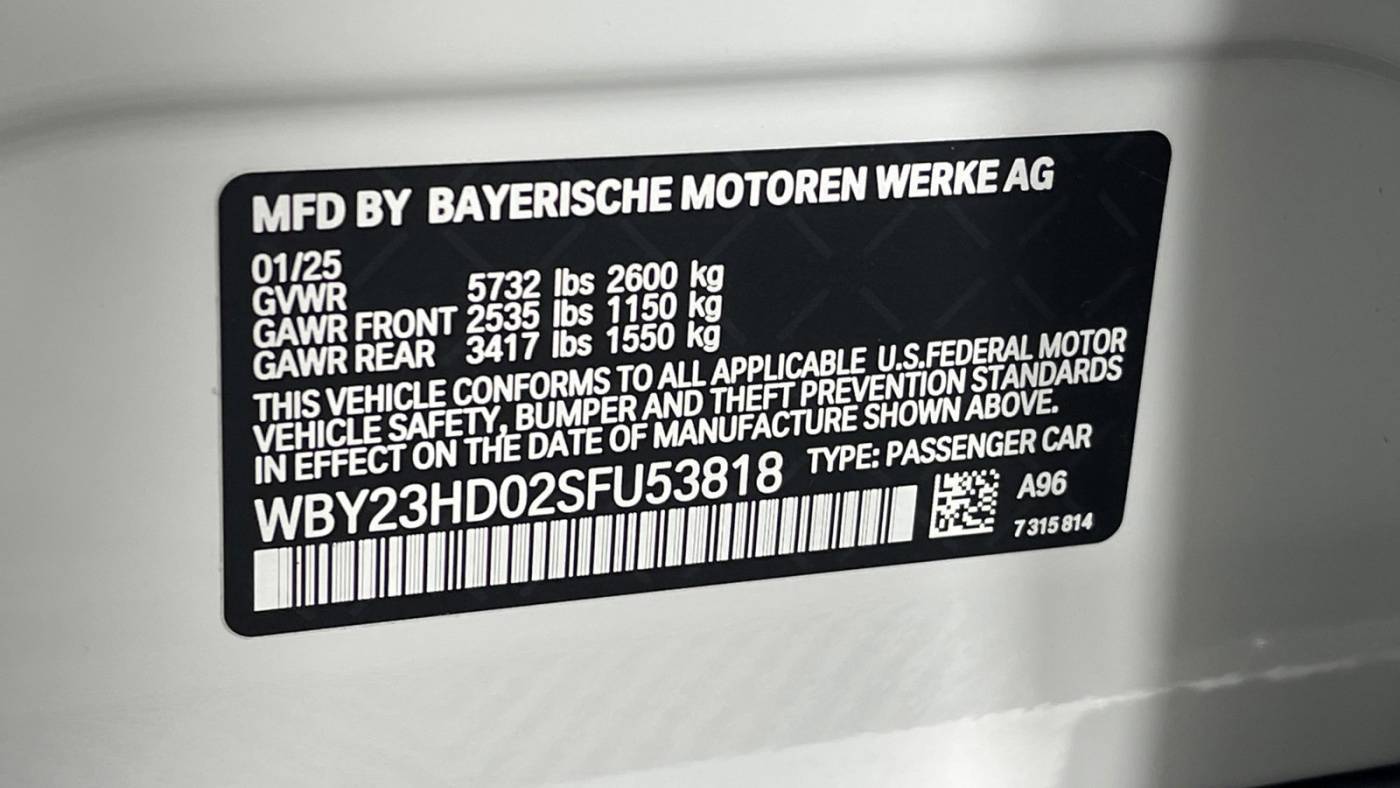 MFD BY BAYERISCHE MOTOREN WERKE AG
01/25
GVWR 5732 lbs 2600 kg
GAWR FRONT 2535 lbs 1150 kg
GAWR REAR 3417 lbs 1550 kg
THIS VEHICLE CONFORMS TO ALL APPLICABLE U.S.FEDERAL MOTOR
VEHICLE SAFETY, BUMPER AND THEFT PREVENTION STANDARDS
IN EFFECT ON THE DATE OF MANUFACTURE SHOWN ABOVE.
WBY23HD02SFU53818 TYPE: PASSENGER CAR
A96
7 315 814